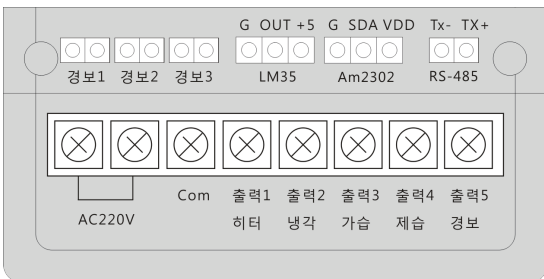 G OUT +5 G SDA VDD Tx- TX+
경보1 경보2 경보3 LM35 Am2302 RS-485
Com 출력1 출력2 출력3 출력4 출력5
AC220V 히터 냉각 가습 제습 경보